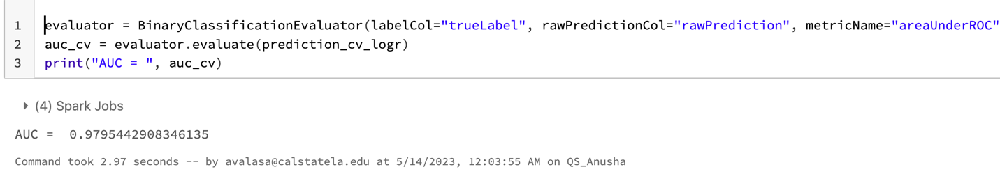 1 evaluator = BinaryClassificationEvaluator(labelCol="trueLabel", rawPredictionCol="rawPrediction", metricName="areaUnderROC"
2 auc_cv = evaluator.evaluate(prediction_cv_logr)
3 print("AUC = ", auc_cv)
(4) Spark Jobs
AUC =  0.9795442908346135
Command took 2.97 seconds -- by avalasa@calstatela.edu at 5/14/2023, 12:03:55 AM on QS_Anusha